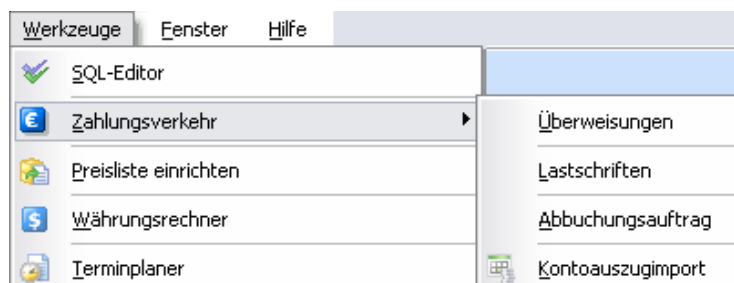 Werkzeuge Fenster Hilfe
SQL-Editor
Zahlungsverkehr
Überweisungen
Preisliste einrichten
Lastschriften
Währungsrechner
Abbuchungsauftrag
Terminplaner
Kontoauszugimport